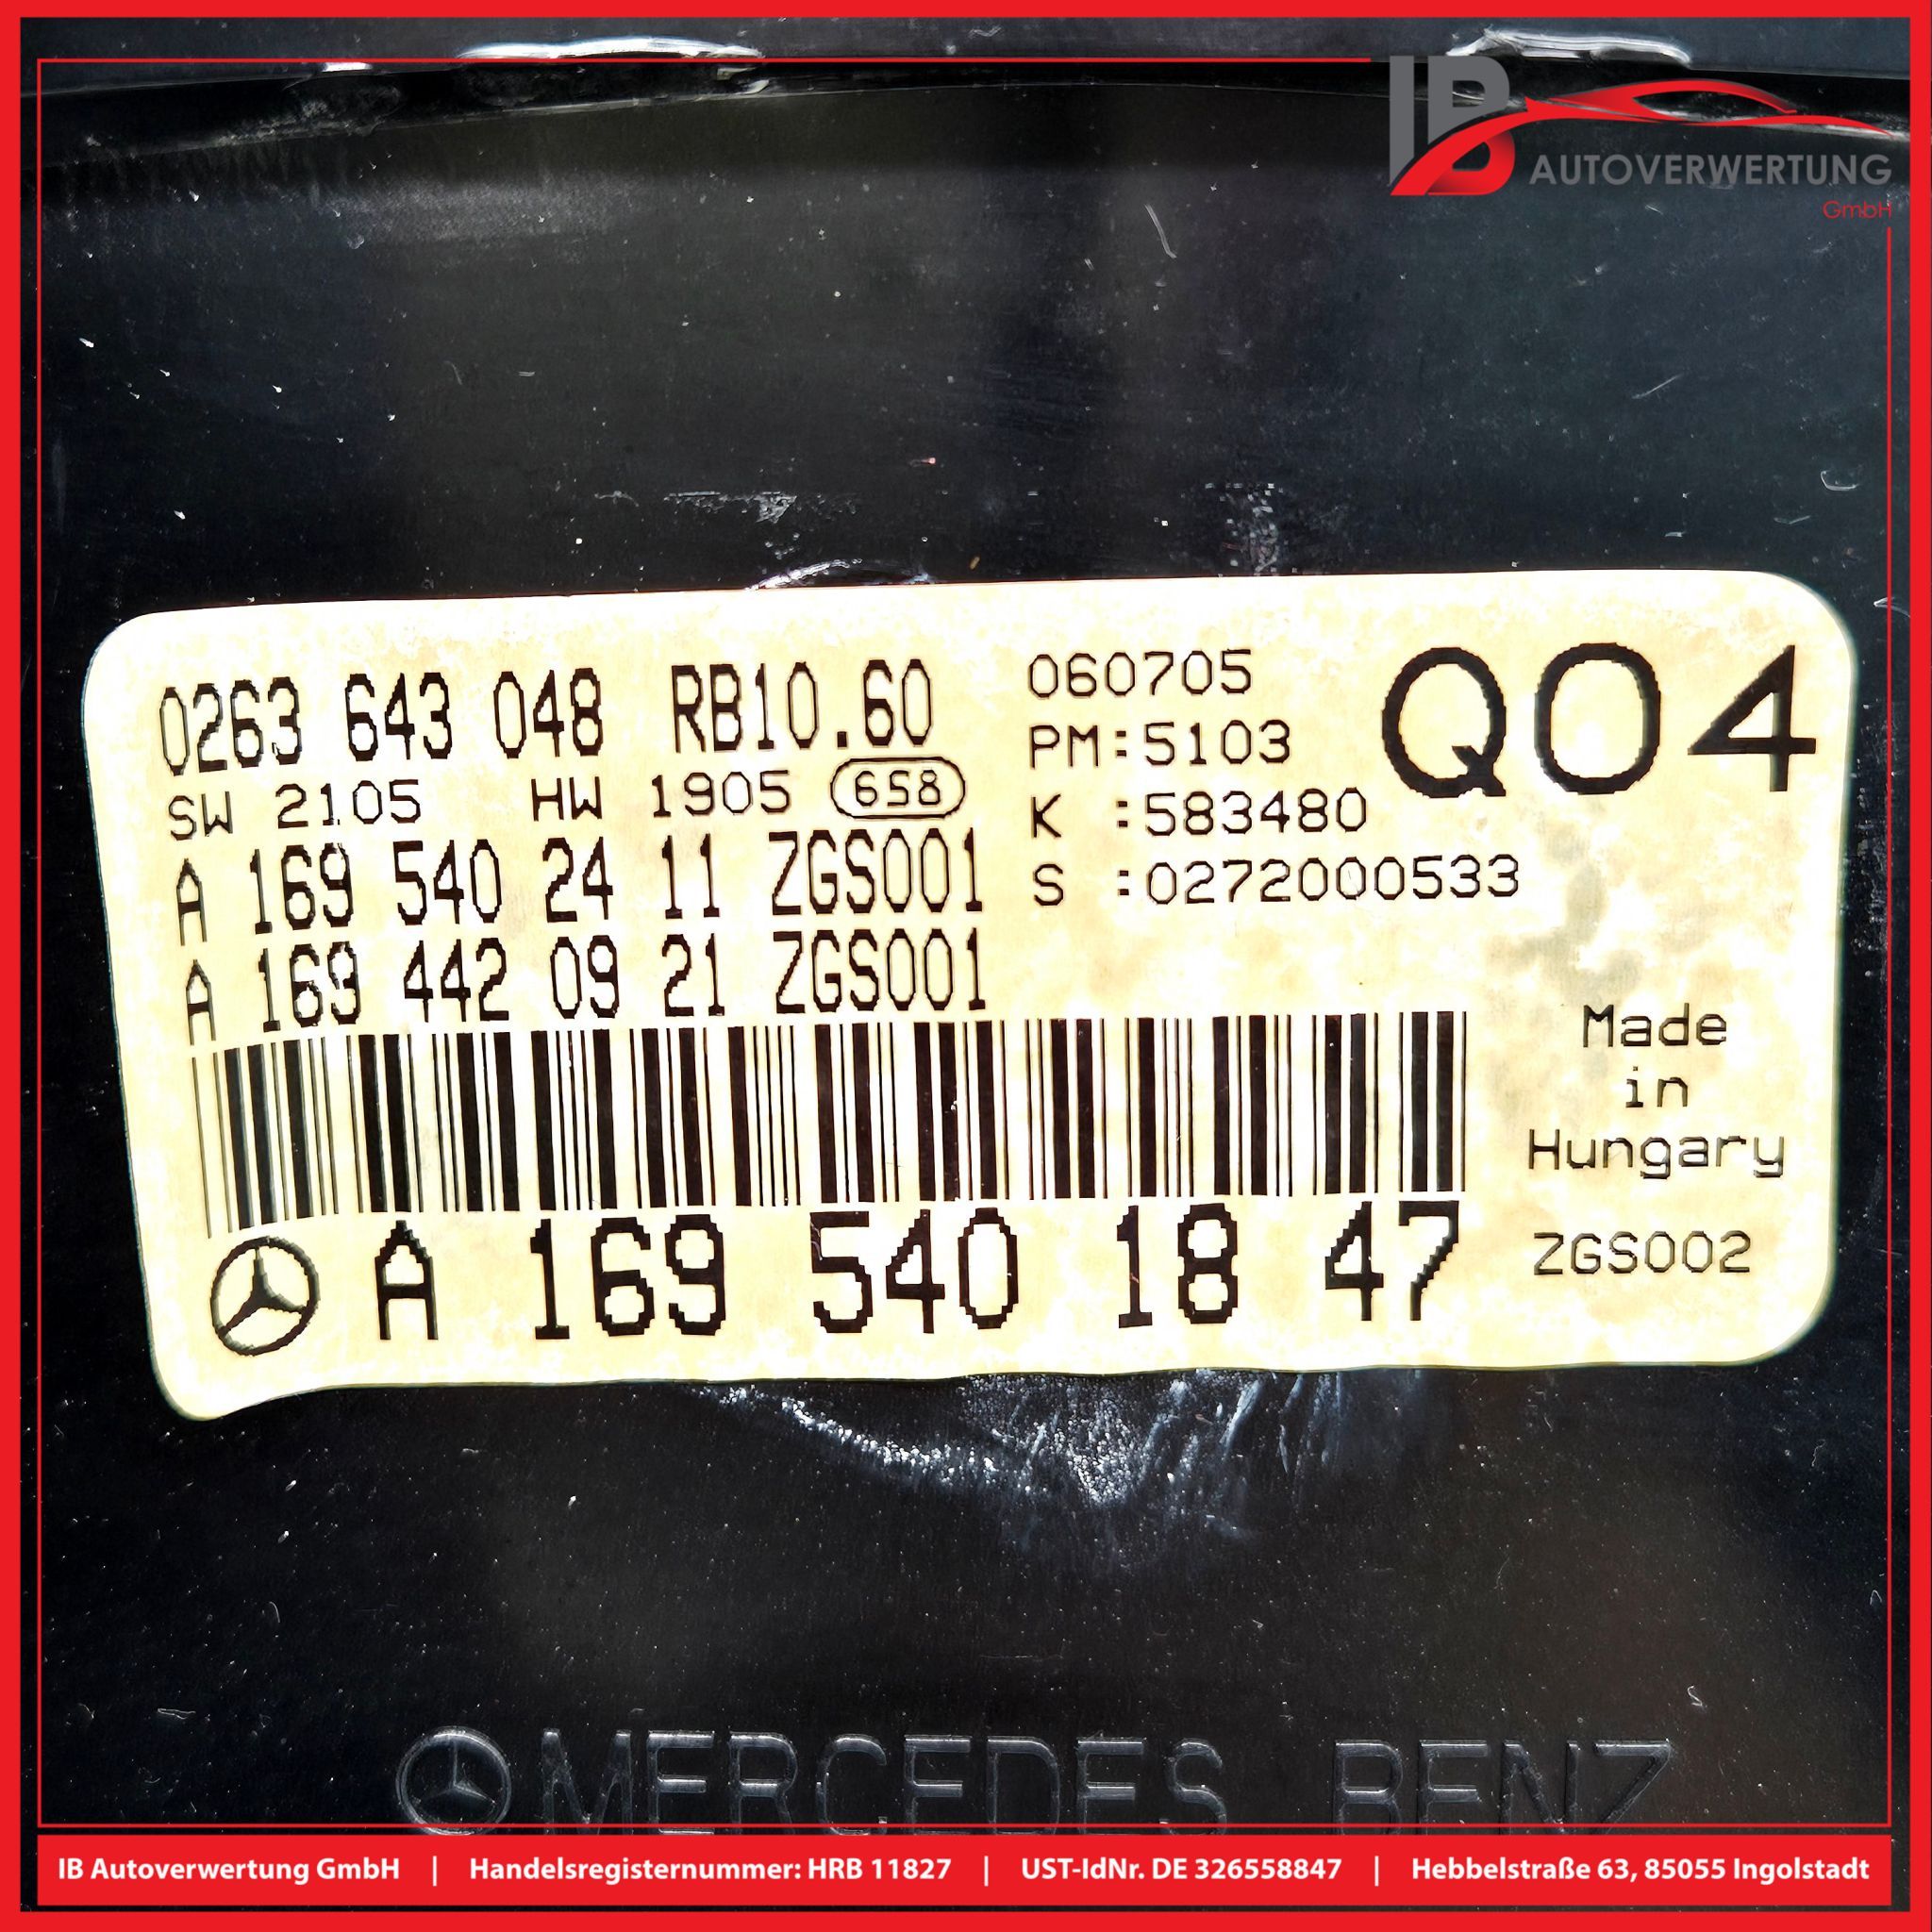 IB
AUTOVERWERTUNG
GmbH
0263 643 048 RB10.60
SW 2105 HW 1905 658
A 169 540 24 11 ZGS001
A 169 442 09 21 ZGS001
060705
PM:5103
K :583480
S :0272000533
Q04
Made
in
Hungary
A 169 540 18 47 ZGS002
MERCEDES BENZ
IB Autoverwertung GmbH | Handelsregisternummer: HRB 11827 | UST-IdNr. DE 326558847 | Hebbelstraße 63, 85055 Ingolstadt